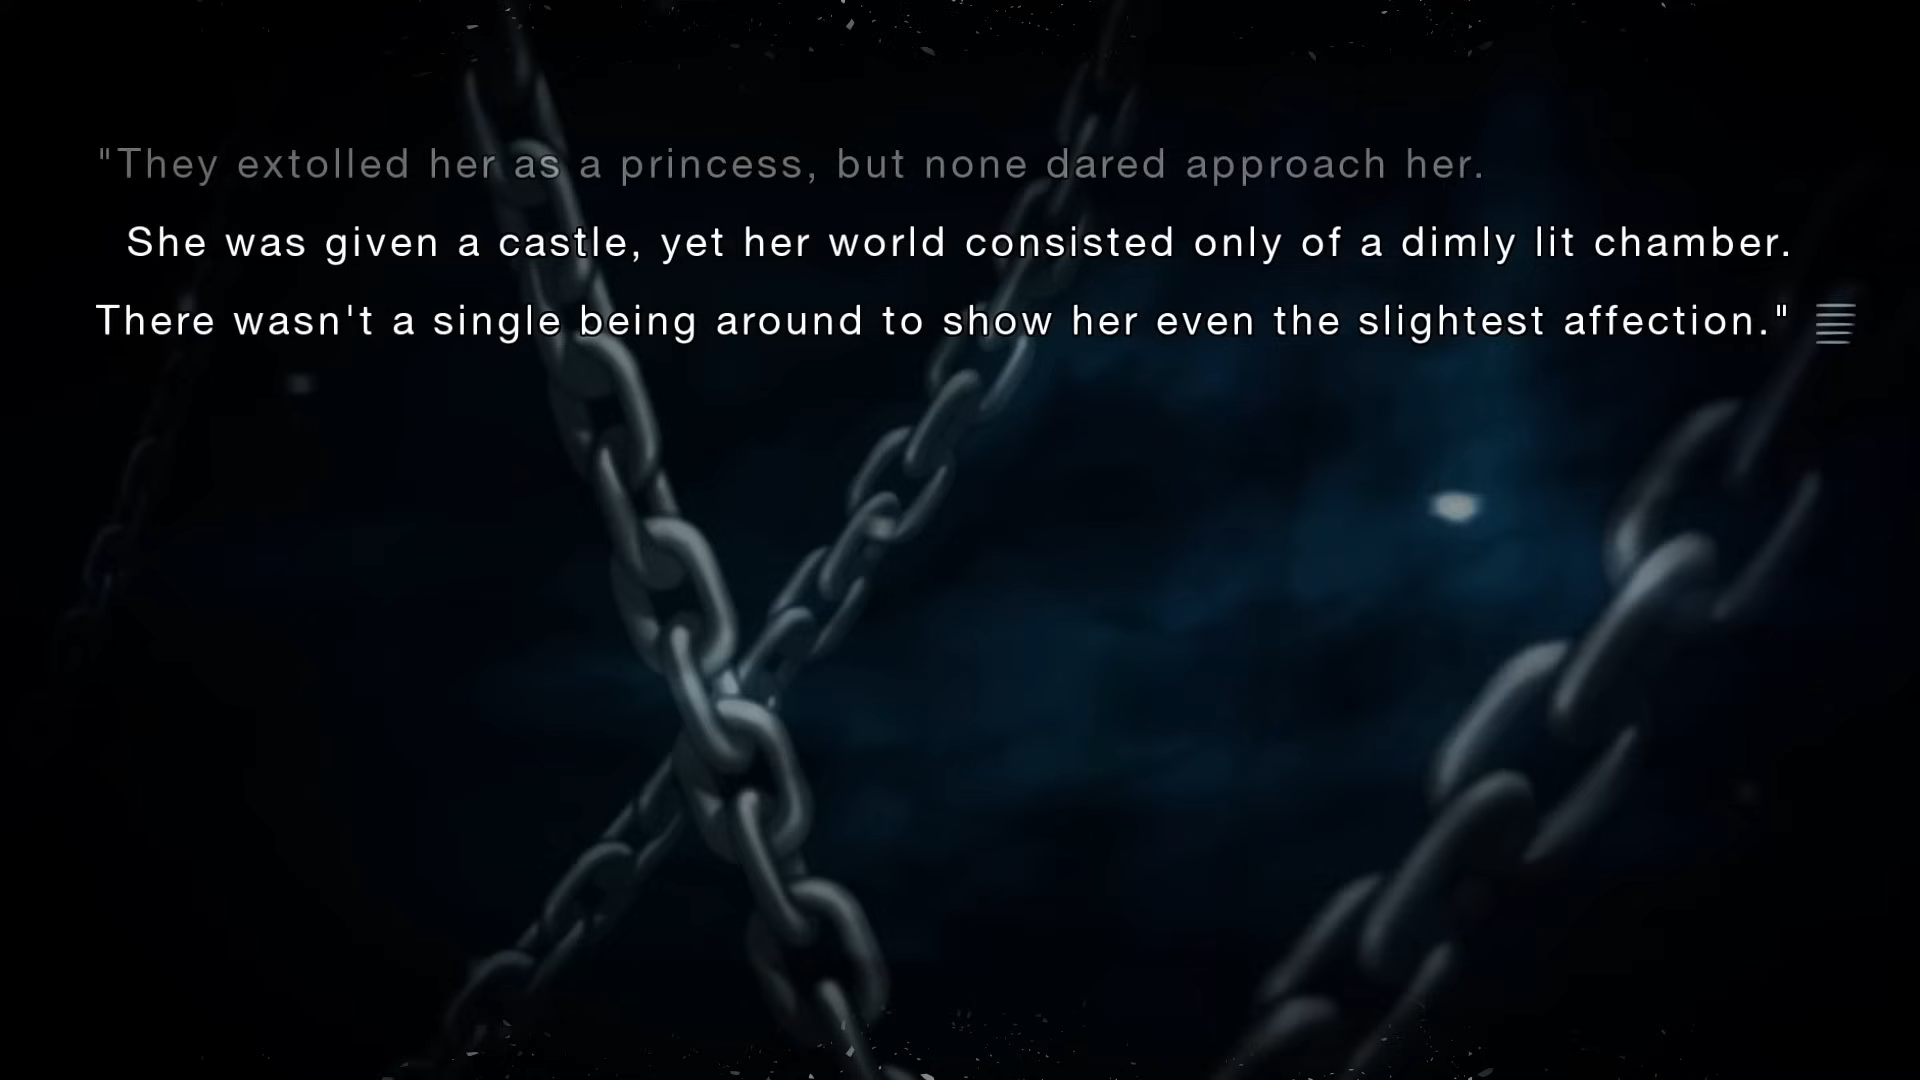 "They extolled her as a princess, but none dared approach her.
She was given a castle, yet her world consisted only of a dimly lit chamber.
There wasn't a single being around to show her even the slightest affection."